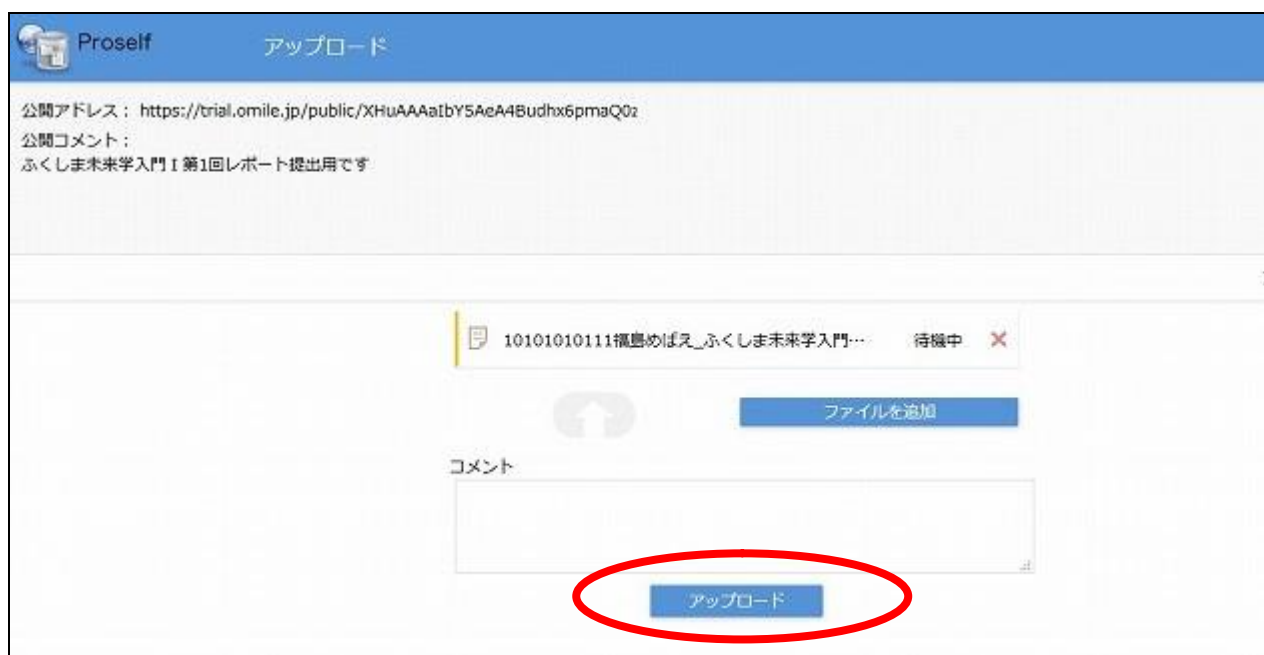 Proself
アップロード
公開アドレス： https://trial.omile.jp/public/XHuAAAaIbY5AeA4Budhx6pmaQ0z
公開コメント：
ふくしま未来学入門Ⅰ第1回レポート提出用です
10101010111福島めばえ_ふくしま未来学入門… 待機中
ファイルを追加
コメント
アップロード